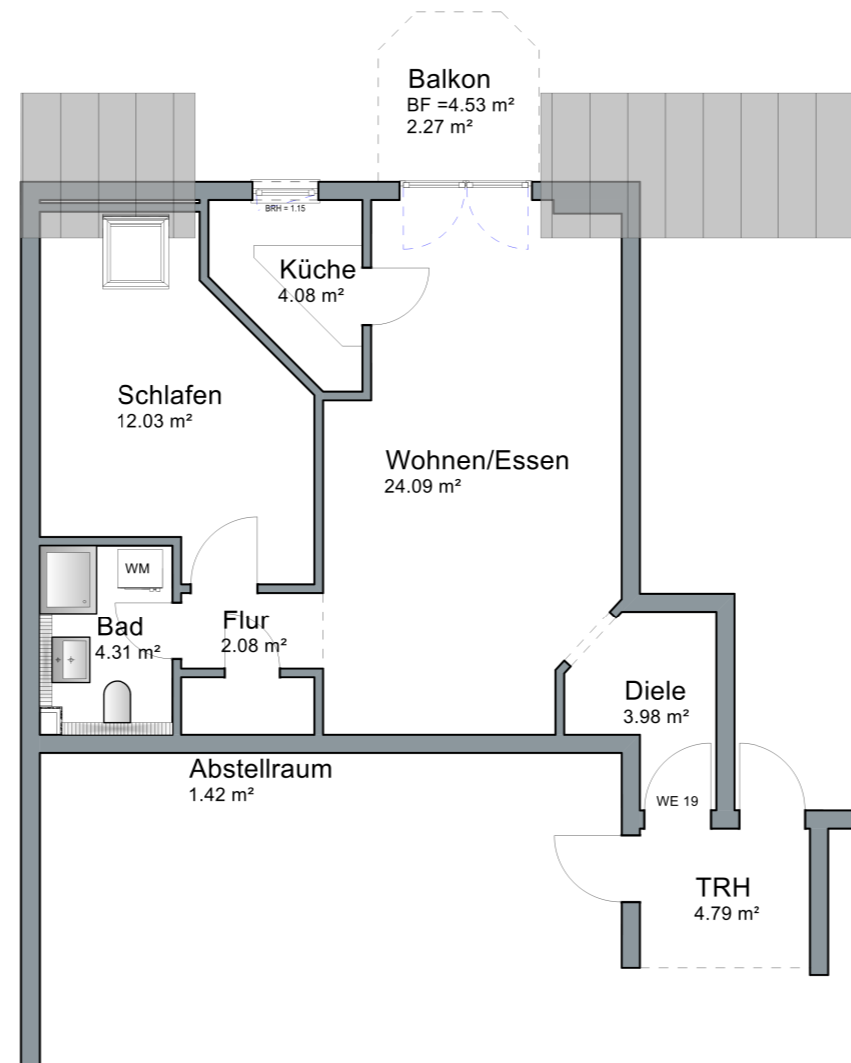 Balkon
BF =4.53 m²
2.27 m²
BRH = 1.15
Küche
4.08 m²
Schlafen
12.03 m²
Wohnen/Essen
24.09 m²
WM
Bad
4.31 m²
Flur
2.08 m²
Diele
3.98 m²
Abstellraum
1.42 m²
WE 19
TRH
4.79 m²